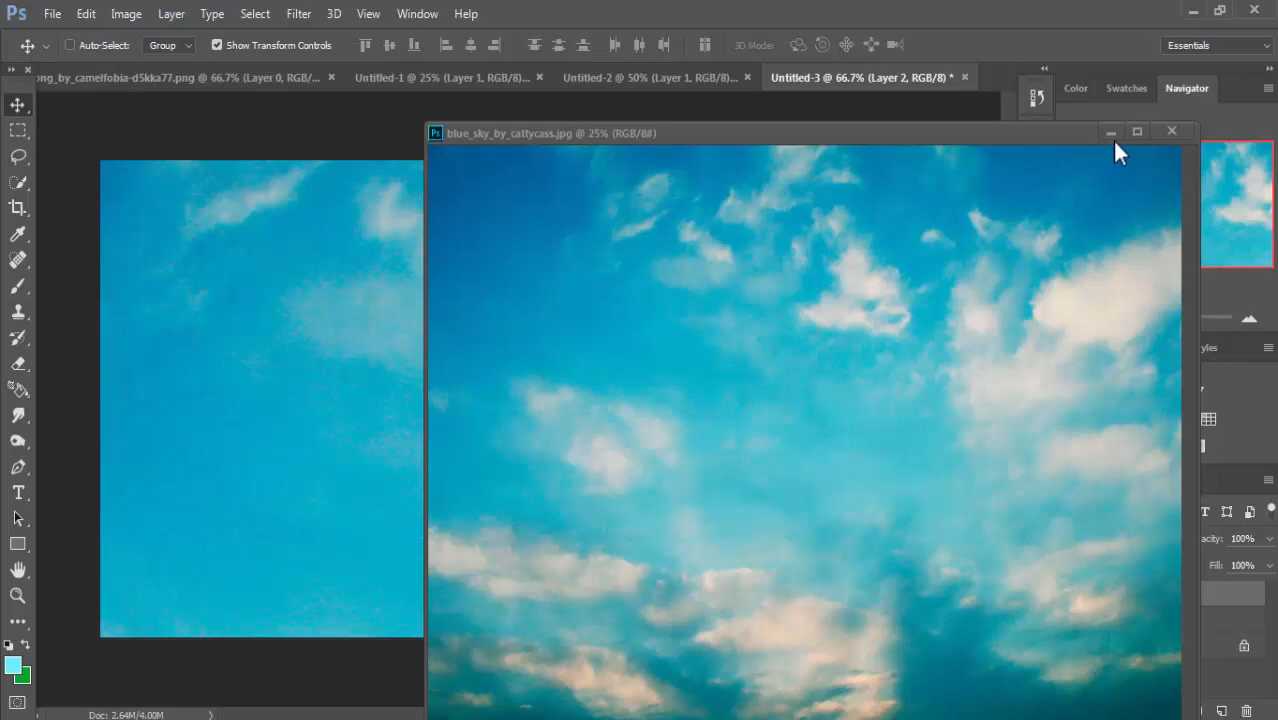 Ps File Edit Image Layer Type Select Filter 3D View Window Help
Auto-Select: Group Show Transform Controls 3D Mode: Essentials
ong_by_camelfobia-d5kka77.png @ 66.7% (Layer 0, RGB/... Untitled-1 @ 25% (Layer 1, RGB/8)... Untitled-2 @ 50% (Layer 1, RGB/8)... Untitled-3 @ 66.7% (Layer 2, RGB/8) *
Color Swatches Navigator
Ps blue_sky_by_cattycass.jpg @ 25% (RGB/8#)
tyles
T
acity: 100%
Fill: 100%
Doc: 2.64M/4.00M